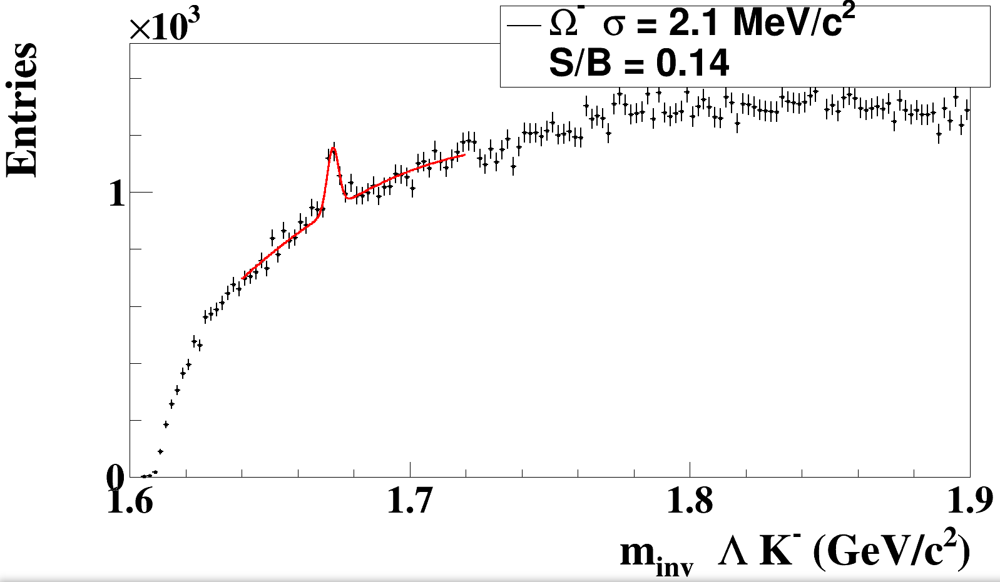 ×10³
Ω⁻ σ = 2.1 MeV/c²
S/B = 0.14
Entries
1
0
1.6 1.7 1.8 1.9
m_inv Λ K⁻ (GeV/c²)